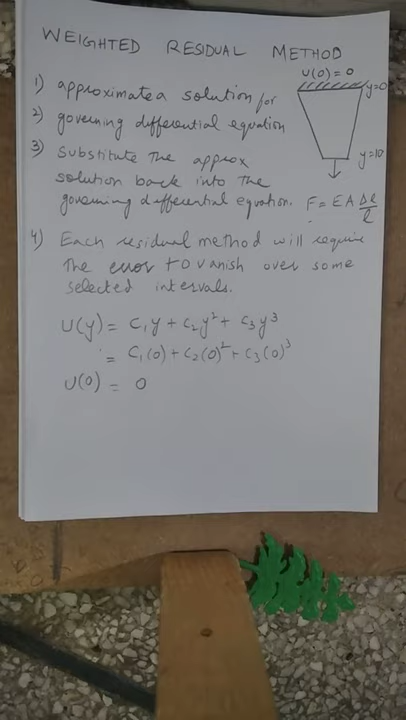 WEIGHTED RESIDUAL METHOD
U(0) = 0
y=0
1) approximate a solution for
2) governing differential equation
y=10
3) Substitute the approx
solution back into the
governing differential equation.
F = EA Δl/l
4) Each residual method will require
the error to vanish over some
selected intervals.
U(y) = C₁y + C₂y² + C₃y³
= C₁(0) + C₂(0)² + C₃(0)³
U(0) = 0